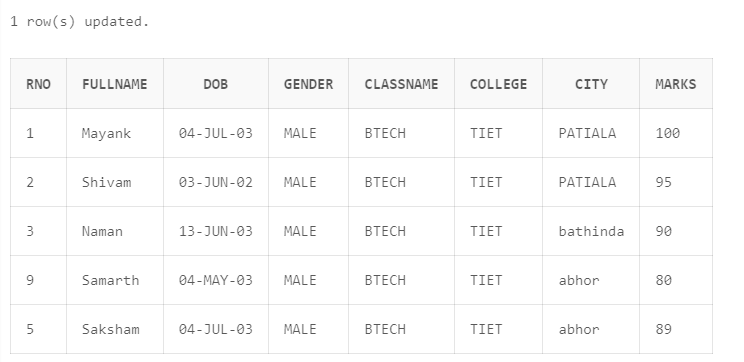 1 row(s) updated.
RNO FULLNAME DOB GENDER CLASSNAME COLLEGE CITY MARKS
1 Mayank 04-JUL-03 MALE BTECH TIET PATIALA 100
2 Shivam 03-JUN-02 MALE BTECH TIET PATIALA 95
3 Naman 13-JUN-03 MALE BTECH TIET bathinda 90
9 Samarth 04-MAY-03 MALE BTECH TIET abhor 80
5 Saksham 04-JUL-03 MALE BTECH TIET abhor 89